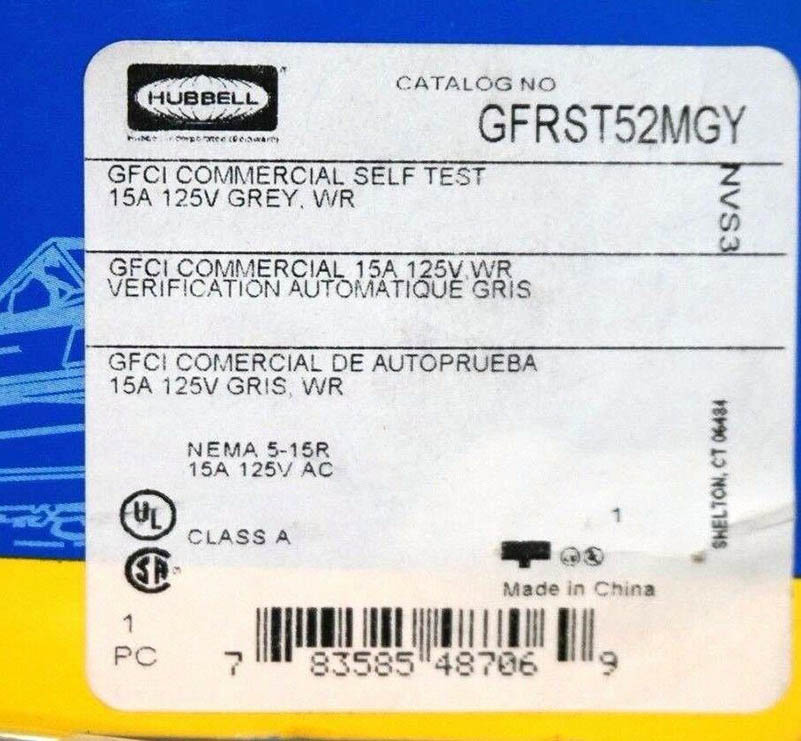 HUBBELL
CATALOG NO
GFRST52MGY
GFCI COMMERCIAL SELF TEST
15A 125V GREY, WR
NVS3
GFCI COMMERCIAL 15A 125V,WR
VERIFICATION AUTOMATIQUE GRIS
GFCI COMERCIAL DE AUTOPRUEBA
15A 125V GRIS, WR
NEMA 5-15R
15A 125V AC
SHELTON, CT 06484
UL
CLASS A
1
SA
Made in China
1
PC
7 83585 48706 9